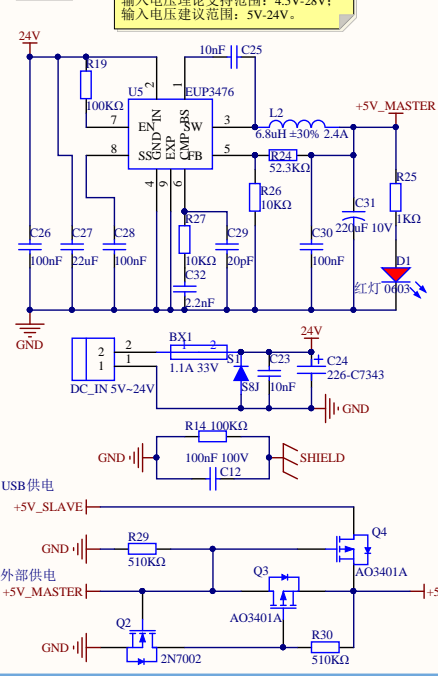 输入电压理论支持范围：4.5V-28V；
输入电压建议范围：5V-24V。
24V
10nF C25
R19
100KΩ
2
1
U5
EUP3476
IN
BS
7
EN
SW
3
8
SS
FB
5
GND
EXP
CMP
4
9
6
L2
6.8uH ±30% 2.4A
+5V_MASTER
R24
52.3KΩ
R26
10KΩ
R25
1KΩ
C31
220uF 10V
C26
100nF
C27
22uF
C28
100nF
R27
10KΩ
C29
20pF
C32
2.2nF
C30
100nF
D1
红灯 0603
GND
2
1
2
1
DC_IN 5V~24V
BX1
1
2
1.1A 33V
S1
S8J
C23
10nF
24V
C24
226-C7343
GND
R14 100KΩ
GND
100nF 100V
C12
SHIELD
USB供电
+5V_SLAVE
Q4
AO3401A
GND
R29
510KΩ
外部供电
+5V_MASTER
Q3
AO3401A
+5
Q2
GND
2N7002
R30
510KΩ